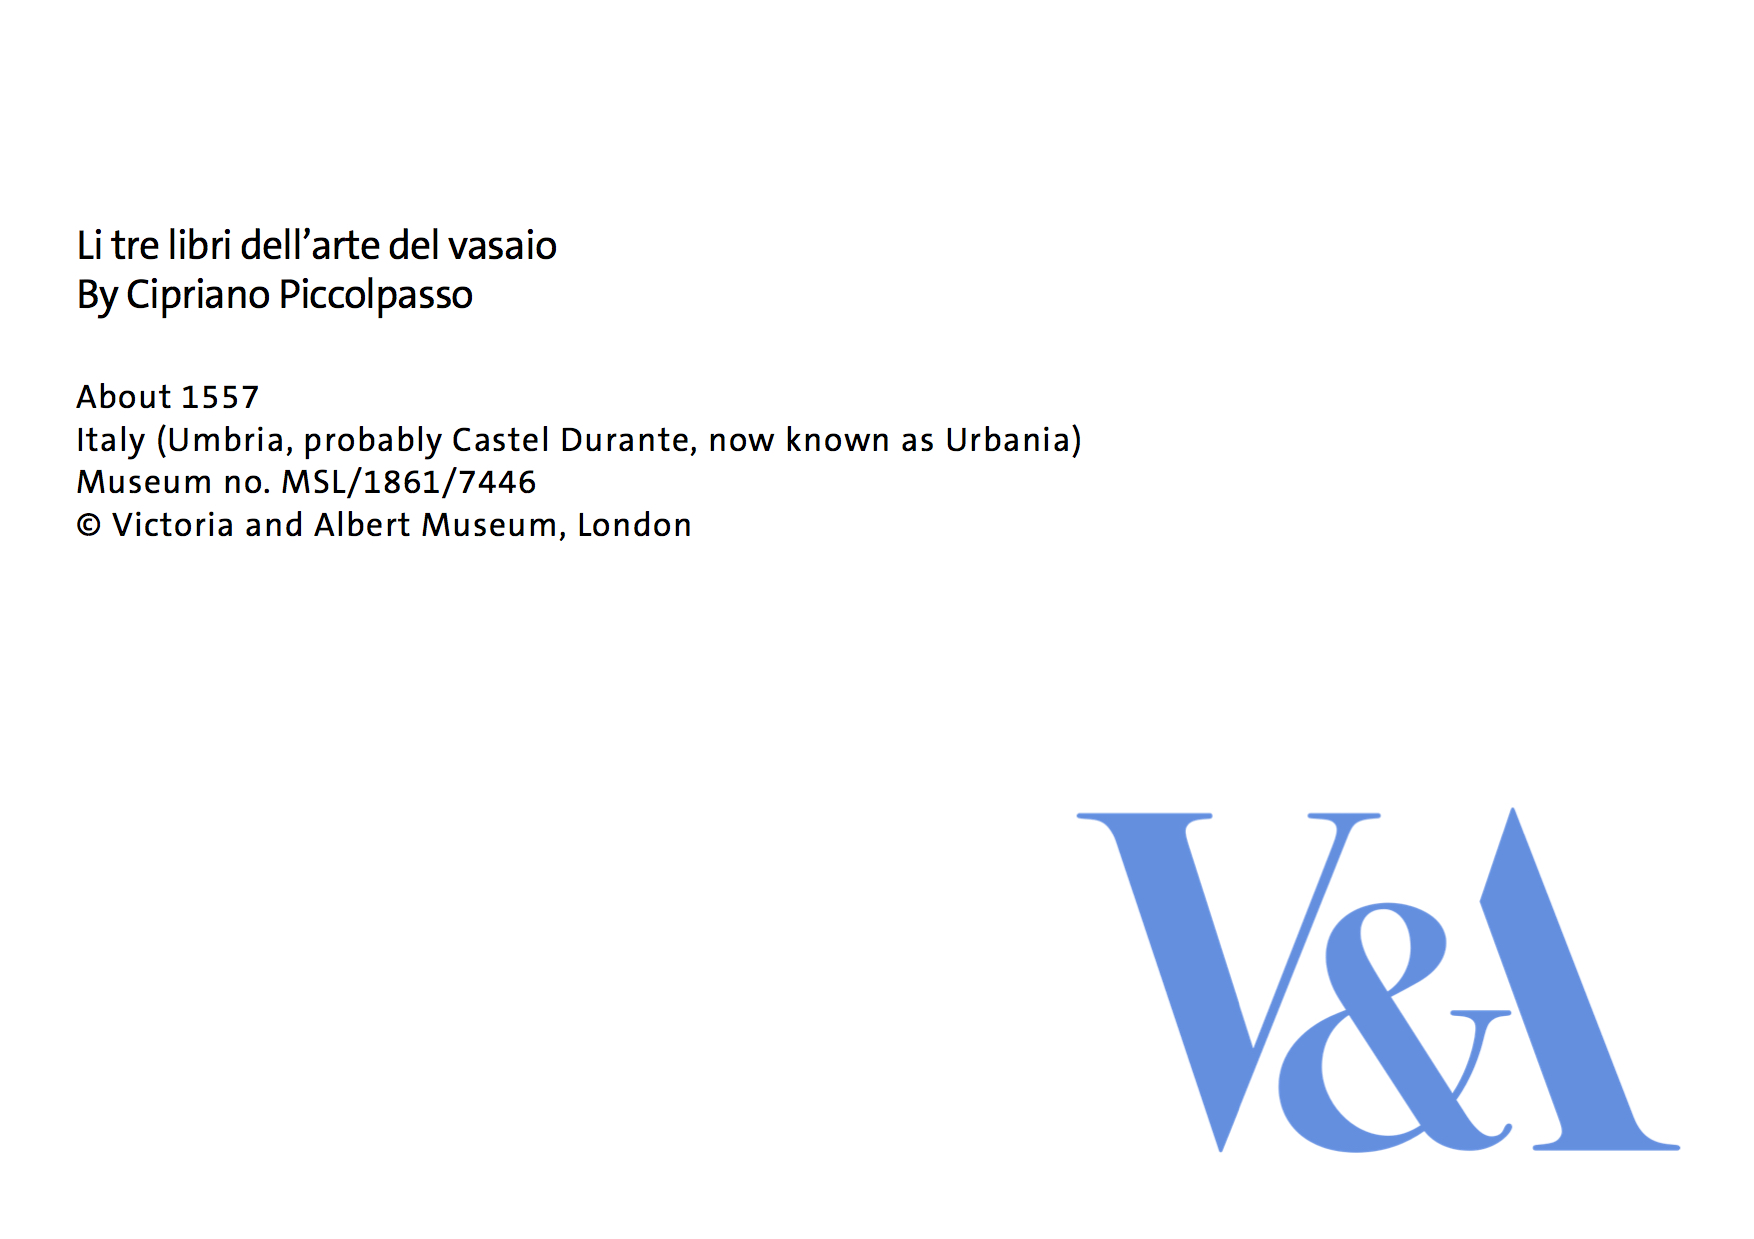 Li tre libri dell’arte del vasaio
By Cipriano Piccolpasso
About 1557
Italy (Umbria, probably Castel Durante, now known as Urbania)
Museum no. MSL/1861/7446
© Victoria and Albert Museum, London
V&A